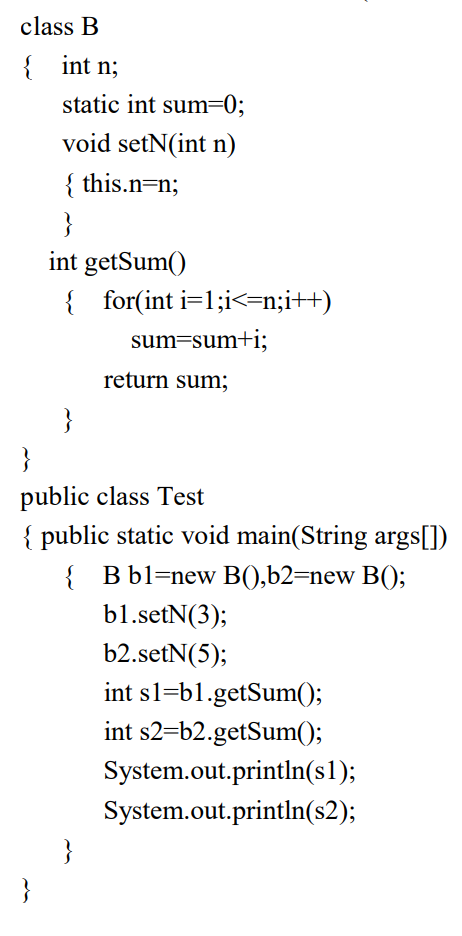 class B
{ int n;
static int sum=0;
void setN(int n)
{ this.n=n;
}
int getSum()
{ for(int i=1;i<=n;i++)
sum=sum+i;
return sum;
}
}
public class Test
{ public static void main(String args[])
{ B b1=new B(),b2=new B();
b1.setN(3);
b2.setN(5);
int s1=b1.getSum();
int s2=b2.getSum();
System.out.println(s1);
System.out.println(s2);
}
}